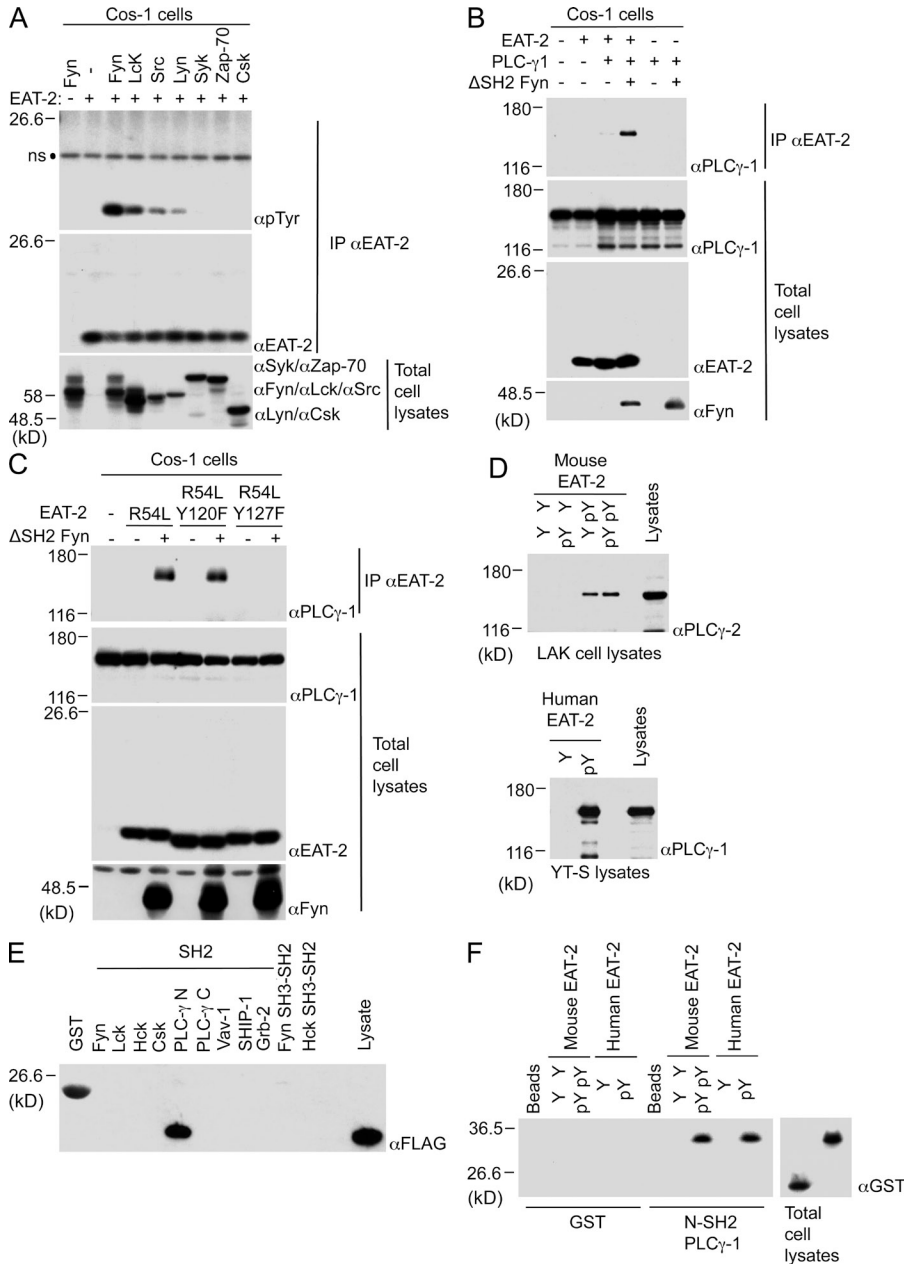 A
Cos-1 cells
Fyn
-
Fyn
LcK
Src
Lyn
Syk
Zap-70
Csk
EAT-2: - + + + + + + + +
26.6
ns
αpTyr
26.6
αEAT-2
IP αEAT-2
αSyk/αZap-70
αFyn/αLck/αSrc
αLyn/αCsk
58
48.5
(kD)
Total
cell
lysates
B
Cos-1 cells
EAT-2 - + + + - -
PLC-γ1 - - + + + +
ΔSH2 Fyn - - - + - +
180
116
αPLCγ-1
IP αEAT-2
180
116
αPLCγ-1
26.6
αEAT-2
48.5
(kD)
αFyn
Total
cell
lysates
C
Cos-1 cells
EAT-2 - R54L R54L Y120F R54L Y127F
ΔSH2 Fyn - - + - + - +
180
116
αPLCγ-1
IP αEAT-2
180
116
αPLCγ-1
26.6
αEAT-2
48.5
(kD)
αFyn
Total
cell
lysates
D
Mouse
EAT-2
Y Y
pY Y
Y pY
pY pY
Lysates
180
116
(kD)
αPLCγ-2
LAK cell lysates
Human
EAT-2
Y
pY
Lysates
180
116
(kD)
αPLCγ-1
YT-S lysates
E
SH2
GST
Fyn
Lck
Hck
Csk
PLC-γ N
PLC-γ C
Vav-1
SHIP-1
Grb-2
Fyn SH3-SH2
Hck SH3-SH2
Lysate
26.6
(kD)
αFLAG
F
Mouse EAT-2
Human EAT-2
Mouse EAT-2
Human EAT-2
Beads
Y Y
pY pY
Y
pY
Beads
Y Y
pY pY
Y
pY
36.5
26.6
(kD)
αGST
GST
N-SH2
PLCγ-1
Total
cell
lysates